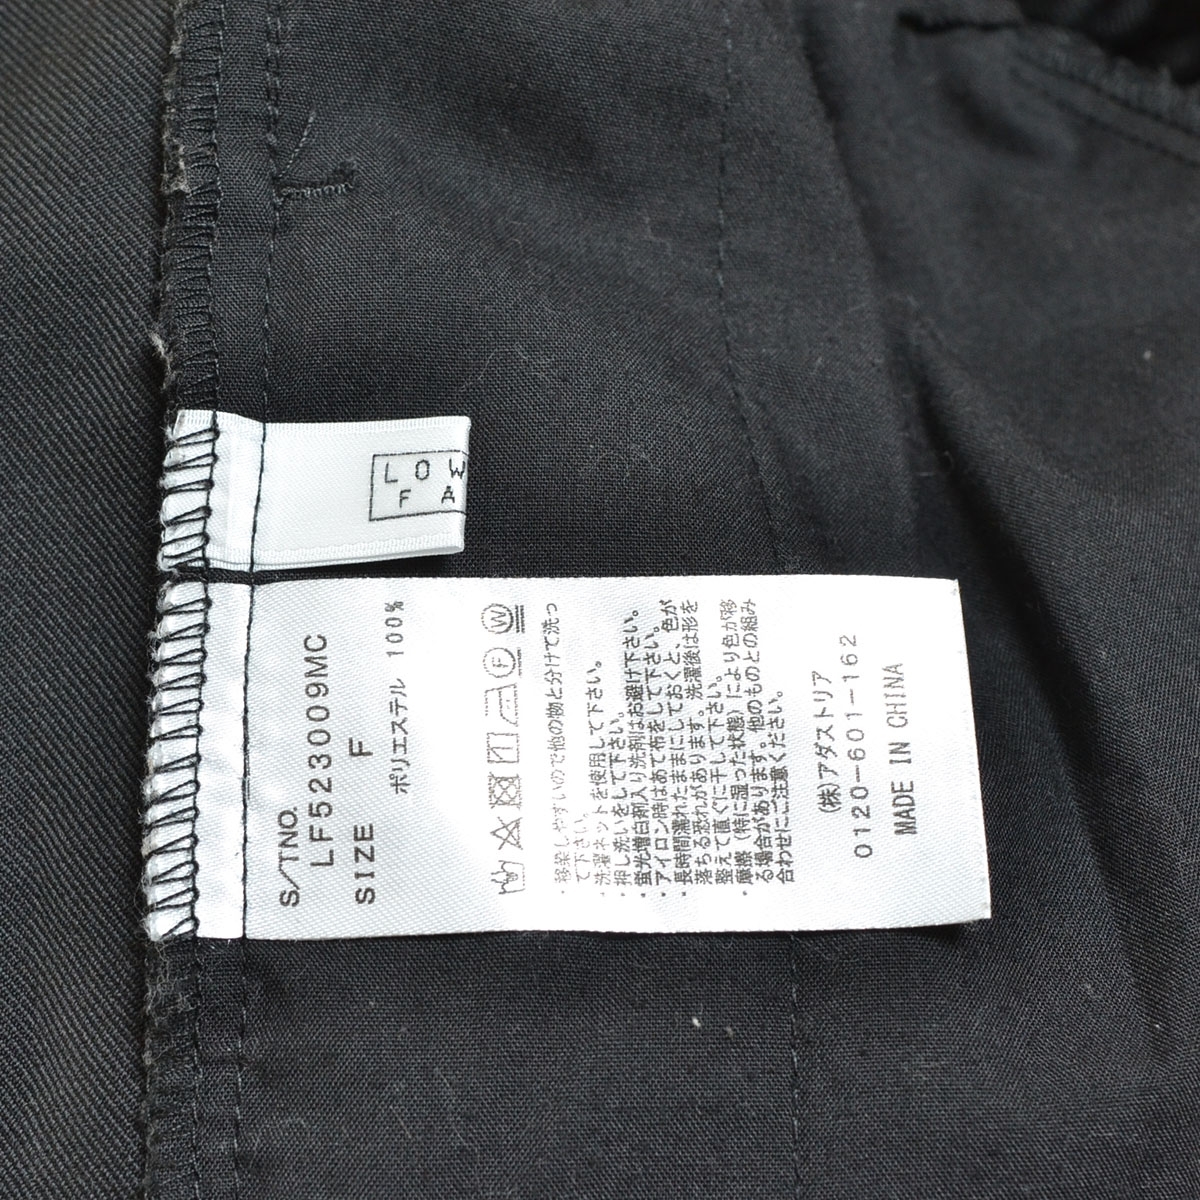 LOW
FA
S/TNO.
LF523009MC
SIZE F
ポリエステル 100%
・移染しやすいので他の物と分けて洗っ
て下さい。
・洗濯ネットを使用して下さい。
・押し洗いをして下さい。
・蛍光増白剤入り洗剤はお避け下さい。
・アイロン時はあて布をして下さい。
・長時間濡れたままにしておくと、色が
落ちる恐れがあります。洗濯後は形を
整えて直ぐに干して下さい。
・摩擦（特に湿った状態）により色が移
る場合があります。他のものとの組み
合わせにご注意ください。
(株)アダストリア
0120-601-162
MADE IN CHINA